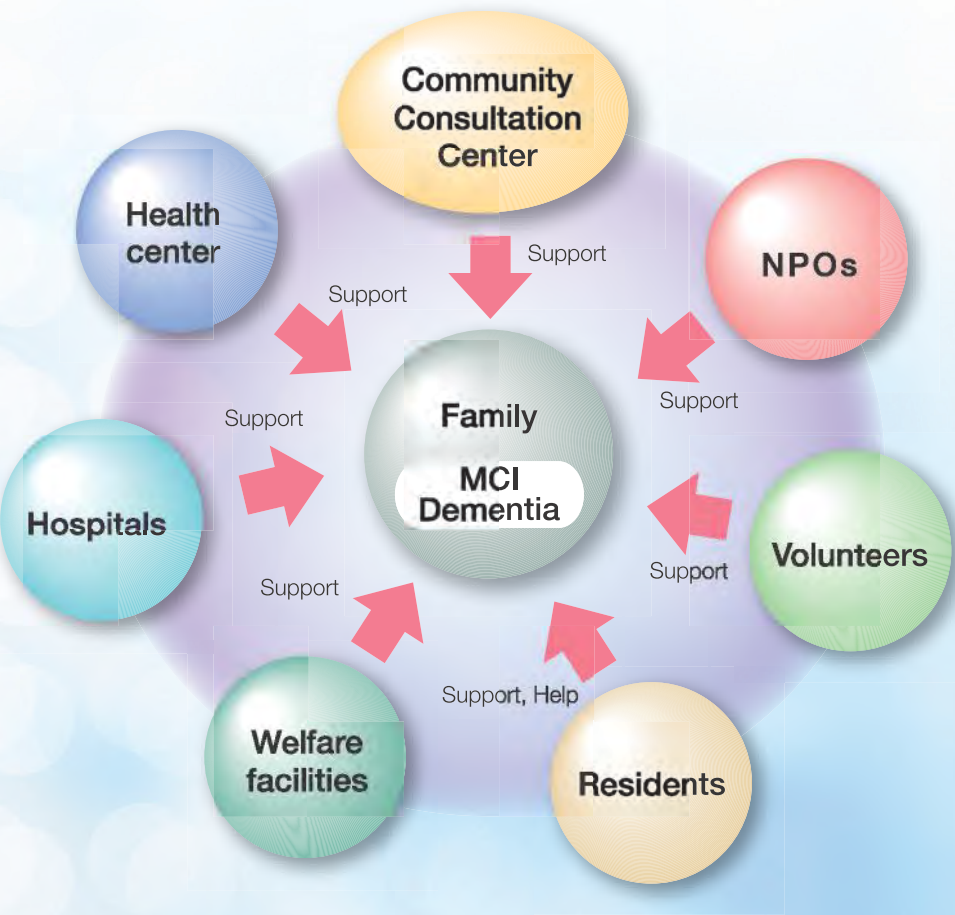 Community
Consultation
Center
Health
center
Support
NPOs
Support
Support
Family
Support
MCI
Dementia
Hospitals
Volunteers
Support
Support
Support, Help
Welfare
facilities
Residents